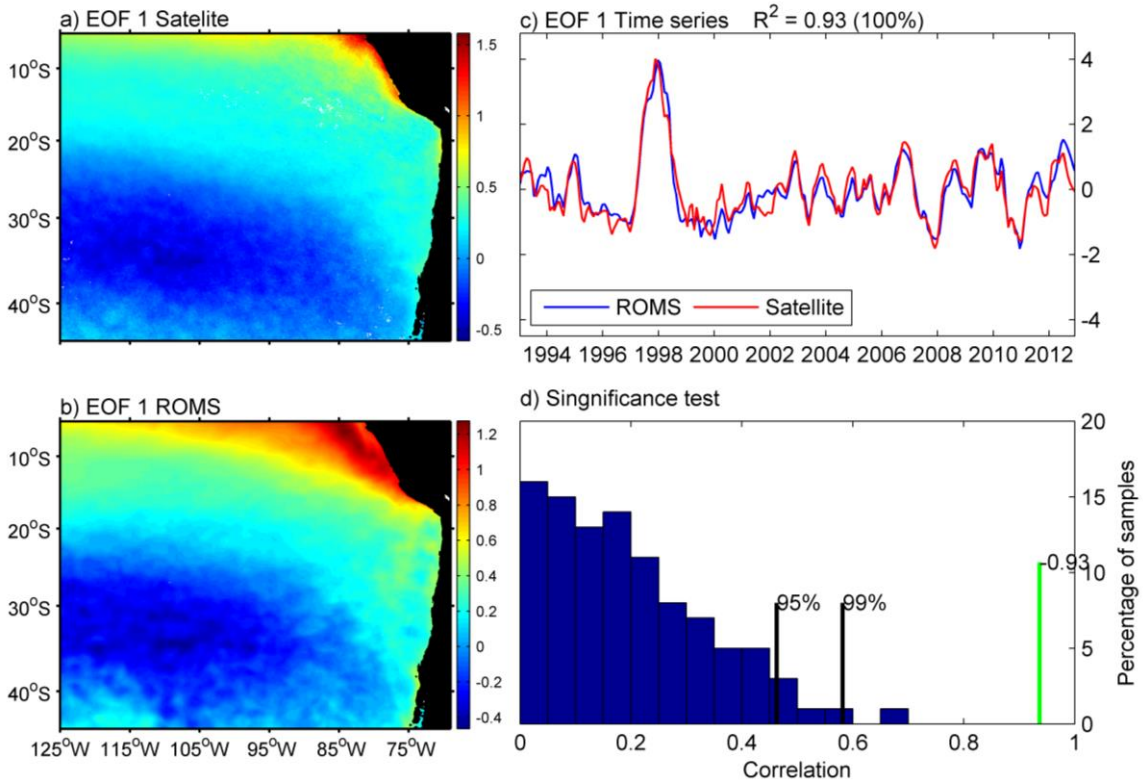 a) EOF 1 Satelite
10°S
20°S
30°S
40°S
1.5
1
0.5
0
-0.5
b) EOF 1 ROMS
10°S
20°S
30°S
40°S
125°W 115°W 105°W 95°W 85°W 75°W
1.2
1
0.8
0.6
0.4
0.2
0
-0.2
-0.4
c) EOF 1 Time series R² = 0.93 (100%)
4
2
0
-2
-4
ROMS Satellite
1994 1996 1998 2000 2002 2004 2006 2008 2010 2012
d) Singnificance test
20
15
10
5
0
95% 99% -0.93
0 0.2 0.4 0.6 0.8 1
Correlation
Percentage of samples